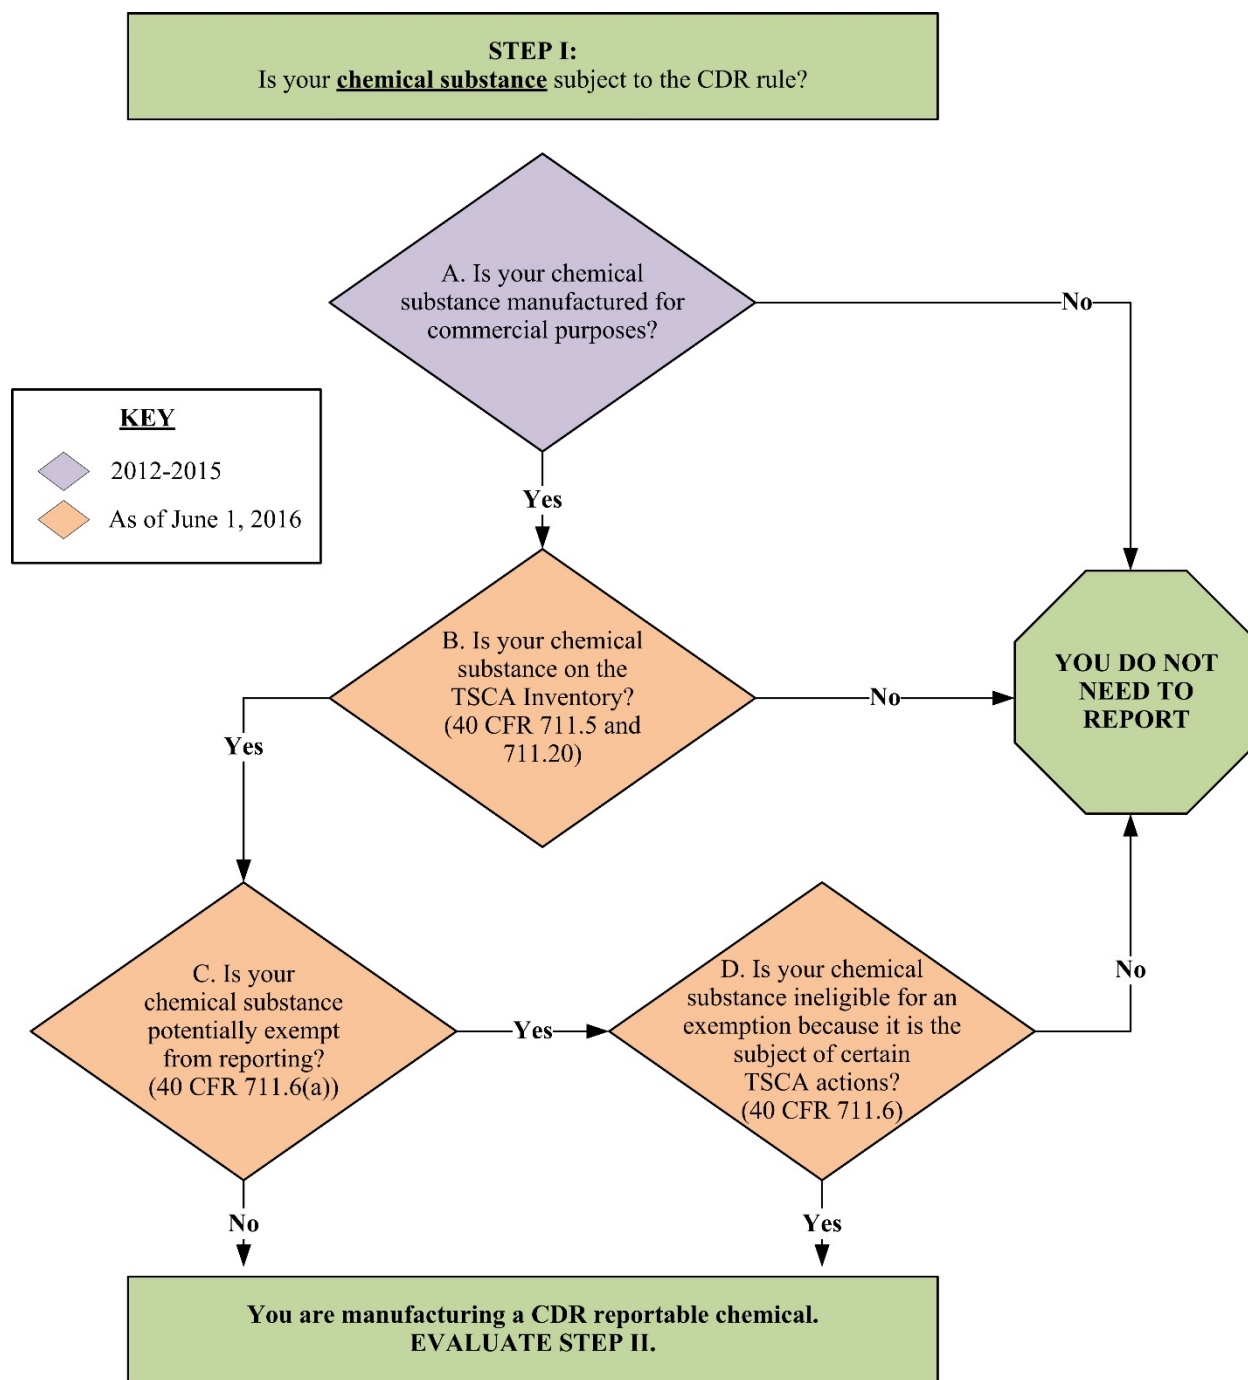 STEP I:
Is your chemical substance subject to the CDR rule?
A. Is your chemical
substance manufactured for
commercial purposes?
No
KEY
2012-2015
As of June 1, 2016
Yes
B. Is your chemical
substance on the
TSCA Inventory?
(40 CFR 711.5 and
711.20)
No
YOU DO NOT
NEED TO
REPORT
Yes
C. Is your
chemical substance
potentially exempt
from reporting?
(40 CFR 711.6(a))
Yes
D. Is your chemical
substance ineligible for an
exemption because it is the
subject of certain
TSCA actions?
(40 CFR 711.6)
No
No
Yes
You are manufacturing a CDR reportable chemical.
EVALUATE STEP II.